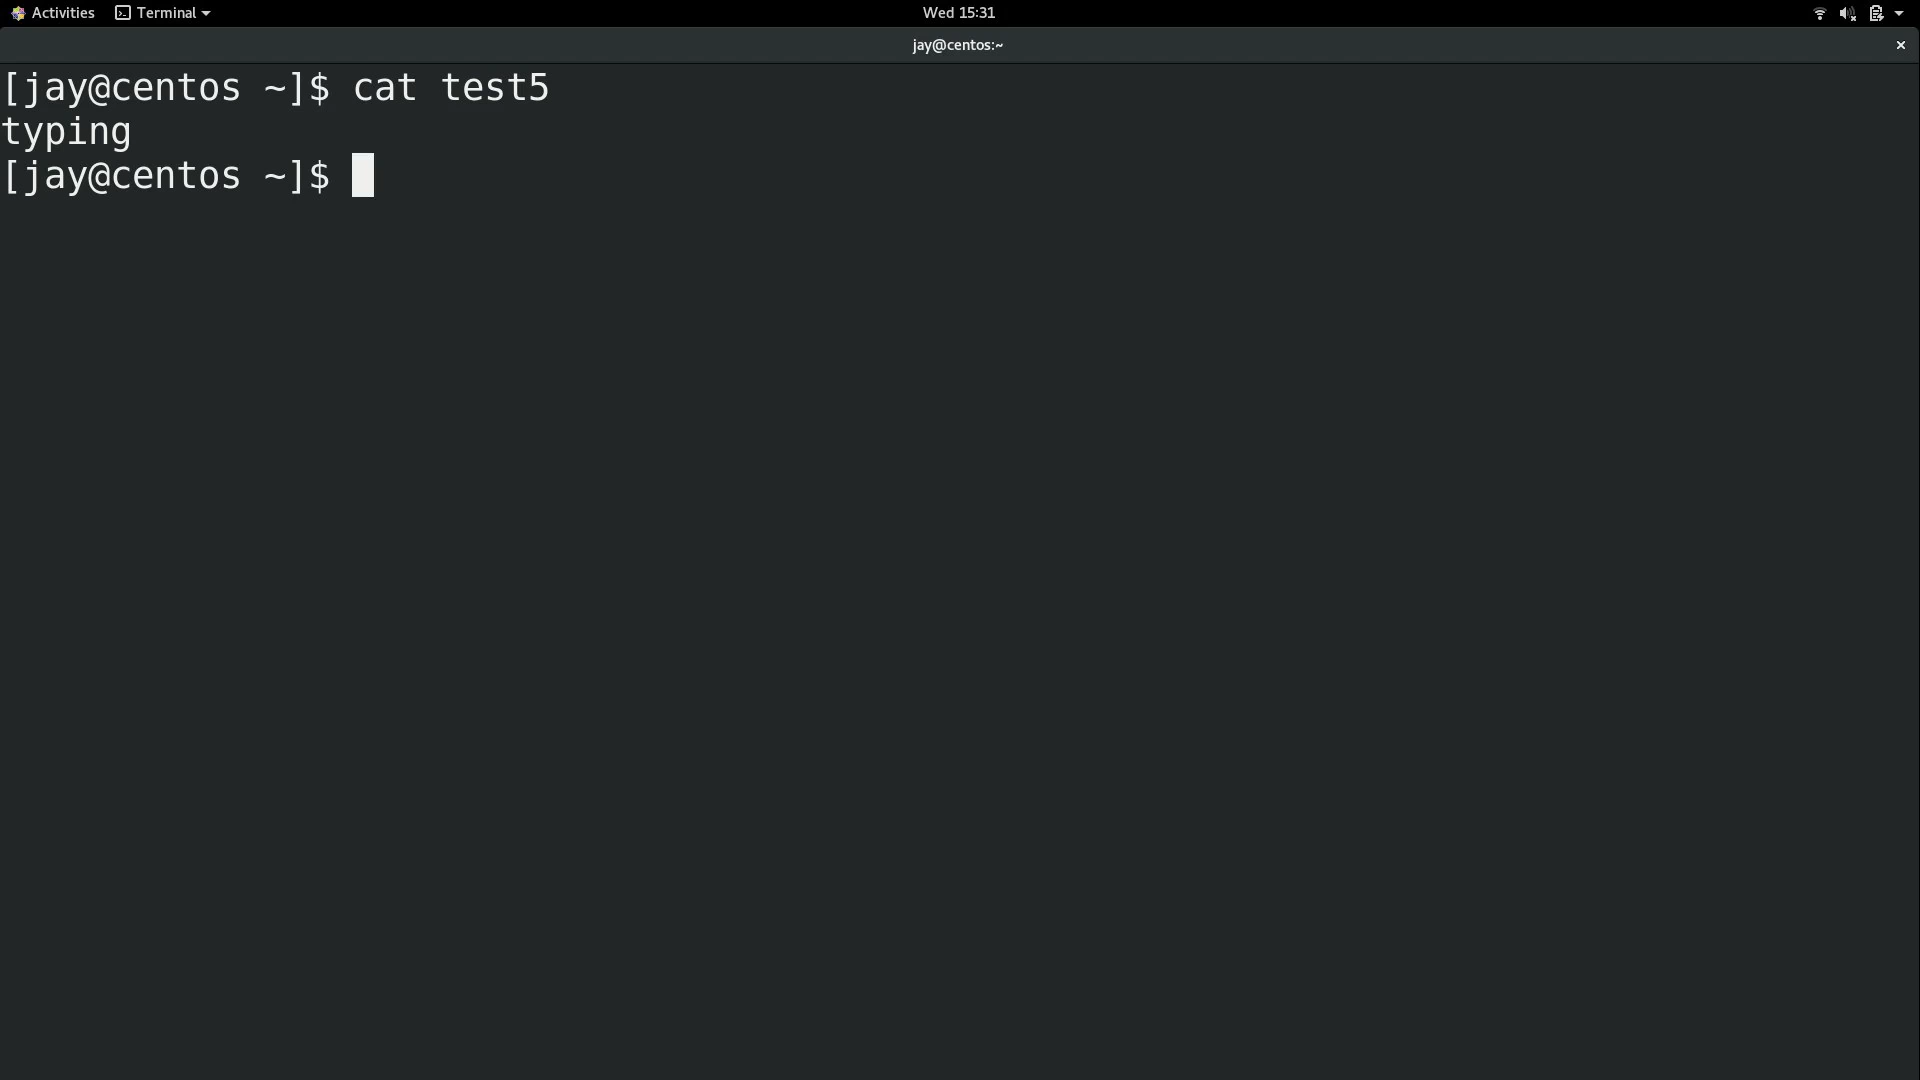 Activities Terminal Wed 15:31
jay@centos:~
[jay@centos ~]$ cat test5
typing
[jay@centos ~]$